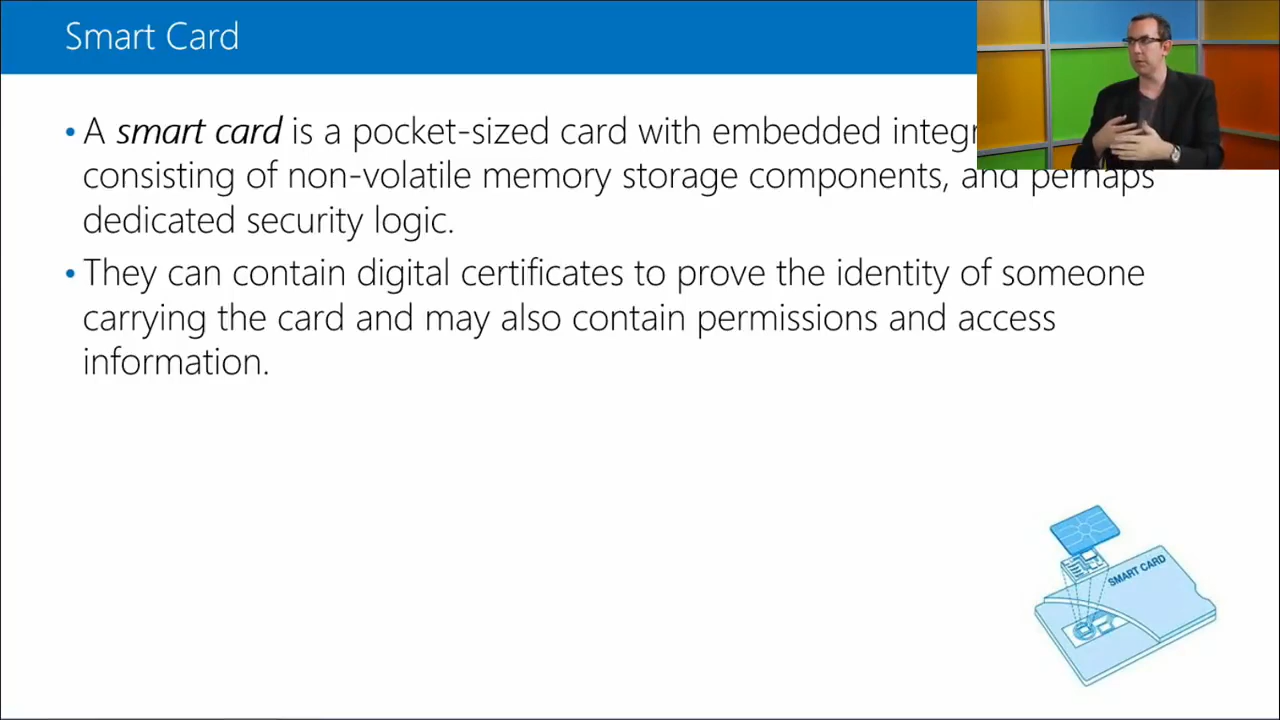 Smart Card
• A smart card is a pocket-sized card with embedded
consisting of non-volatile memory storage components, and perhaps
dedicated security logic.
• They can contain digital certificates to prove the identity of someone
carrying the card and may also contain permissions and access
information.
SMART CARD